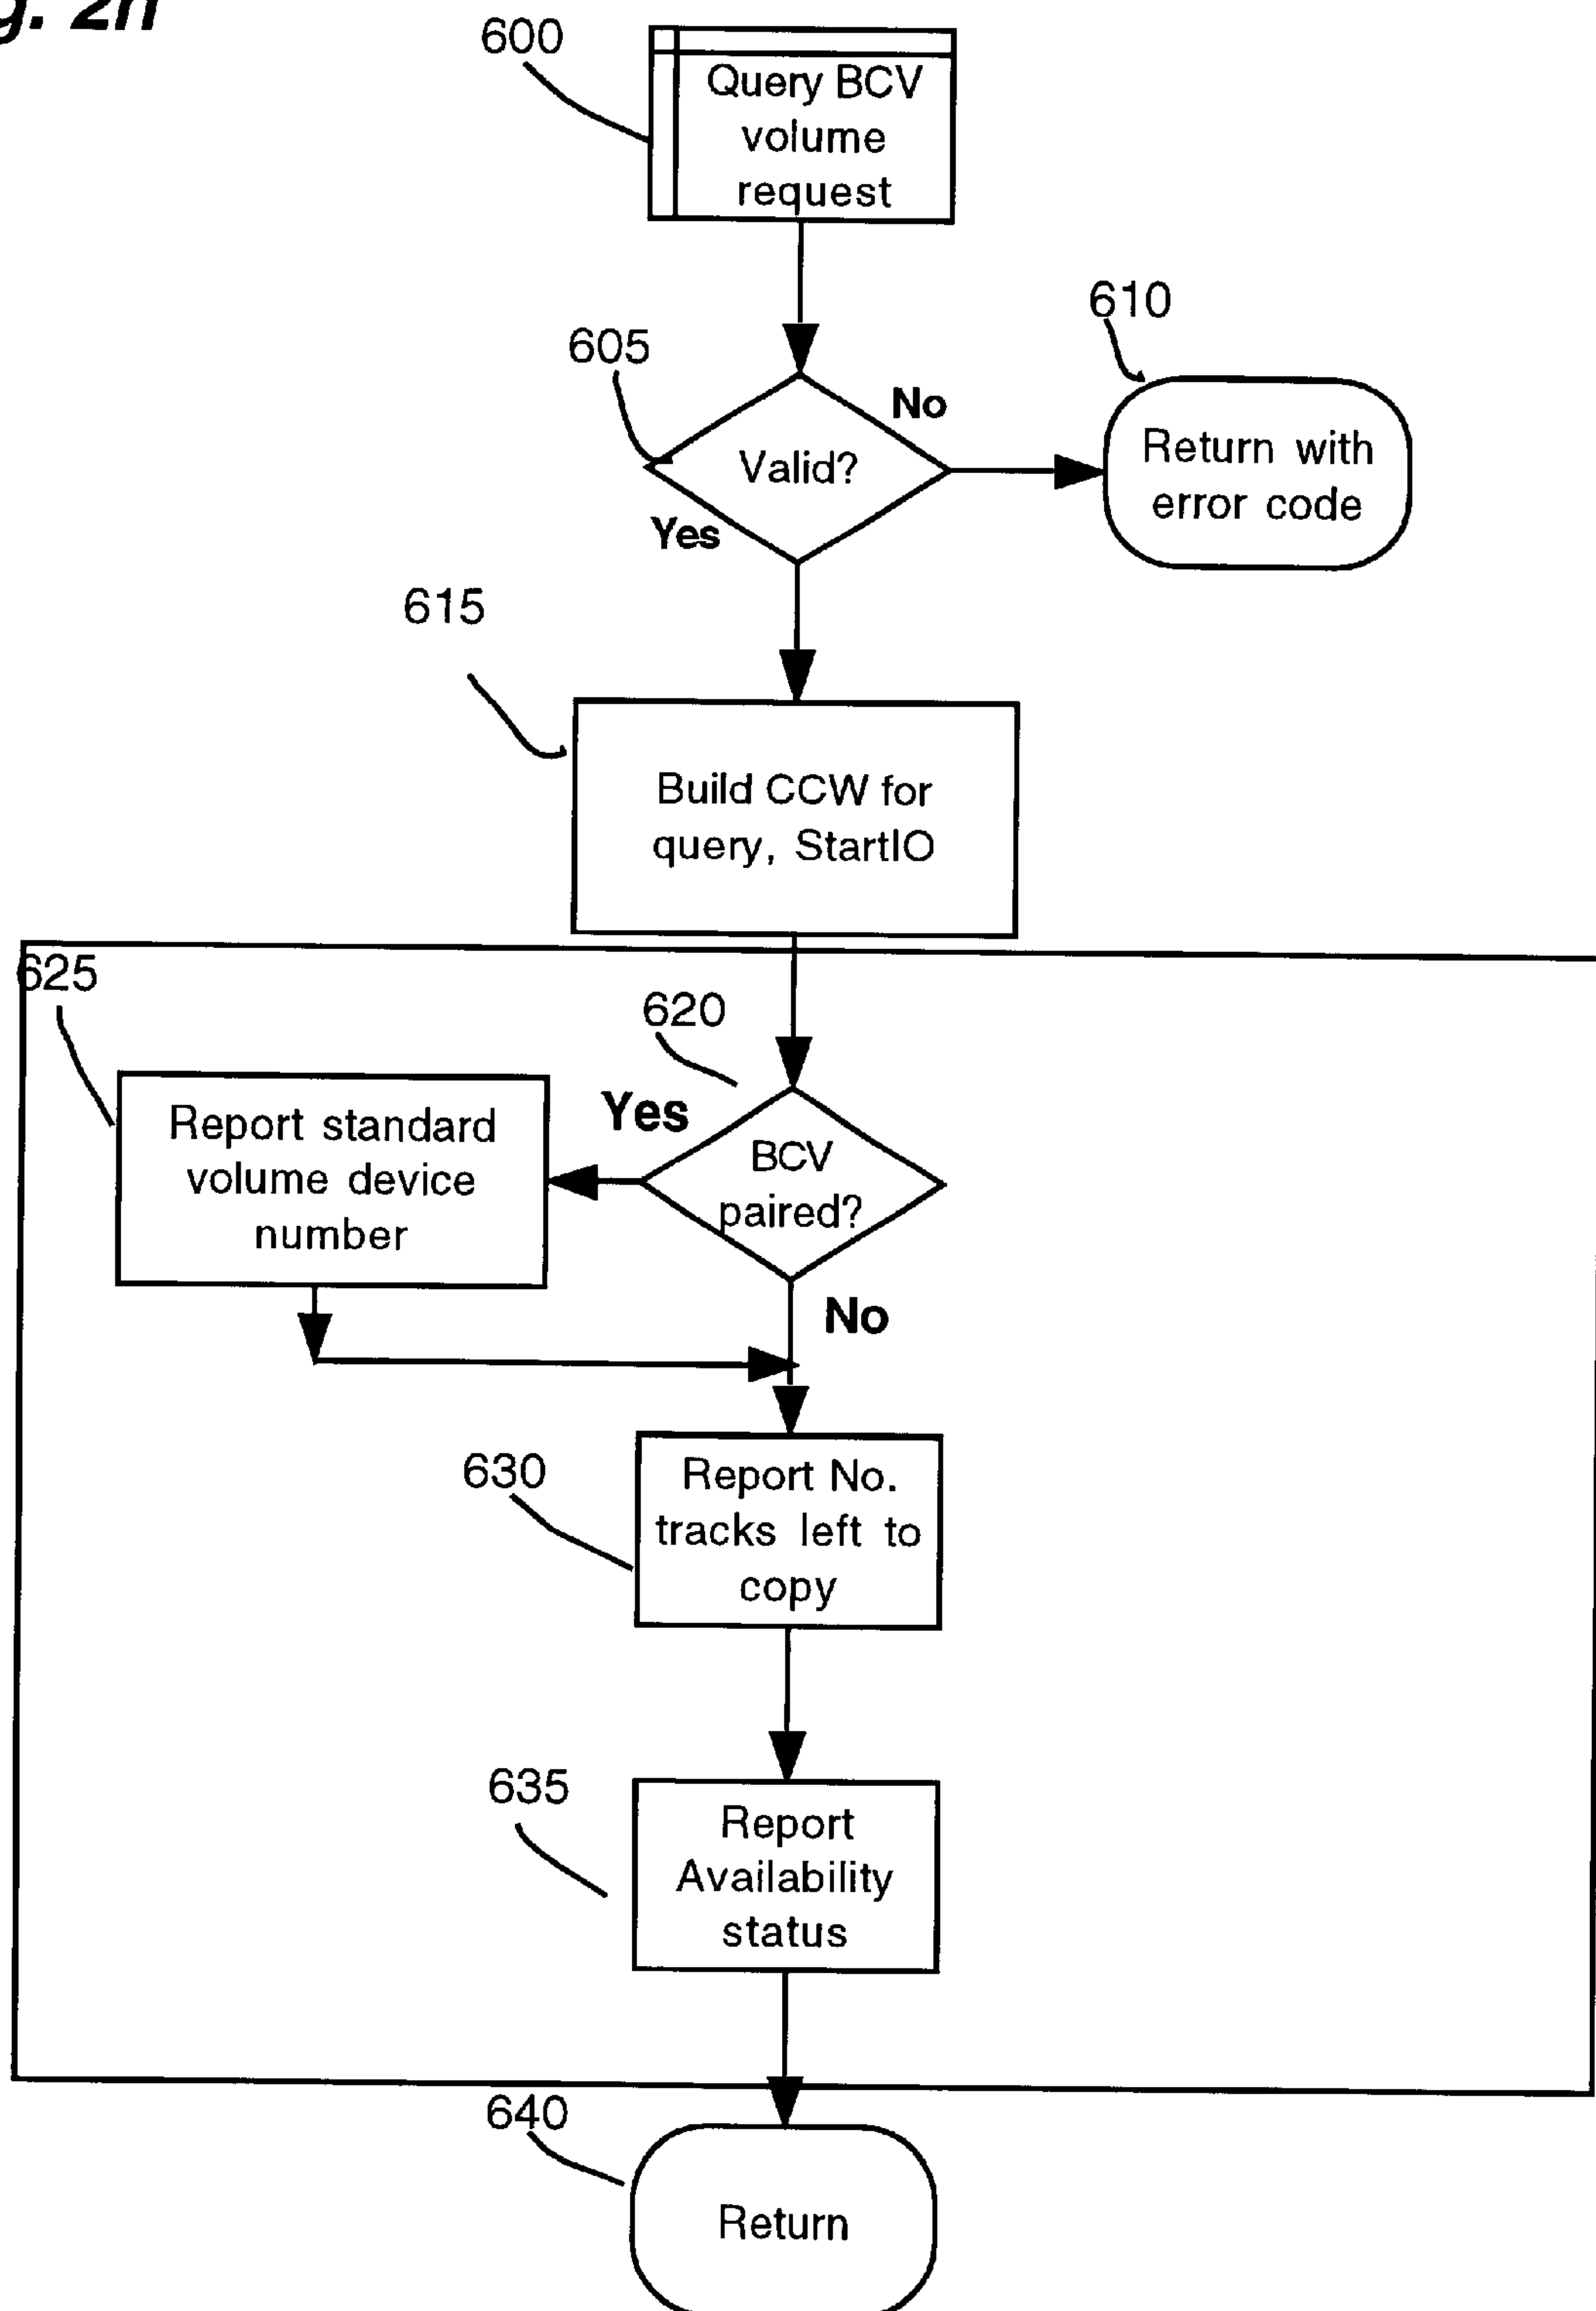 g. 2n
600
Query BCV
volume
request
610
605
No
Valid?
Return with
error code
Yes
615
Build CCW for
query, StartIO
625
620
Yes
Report standard
volume device
number
BCV
paired?
No
630
Report No.
tracks left to
copy
635
Report
Availability
status
640
Return